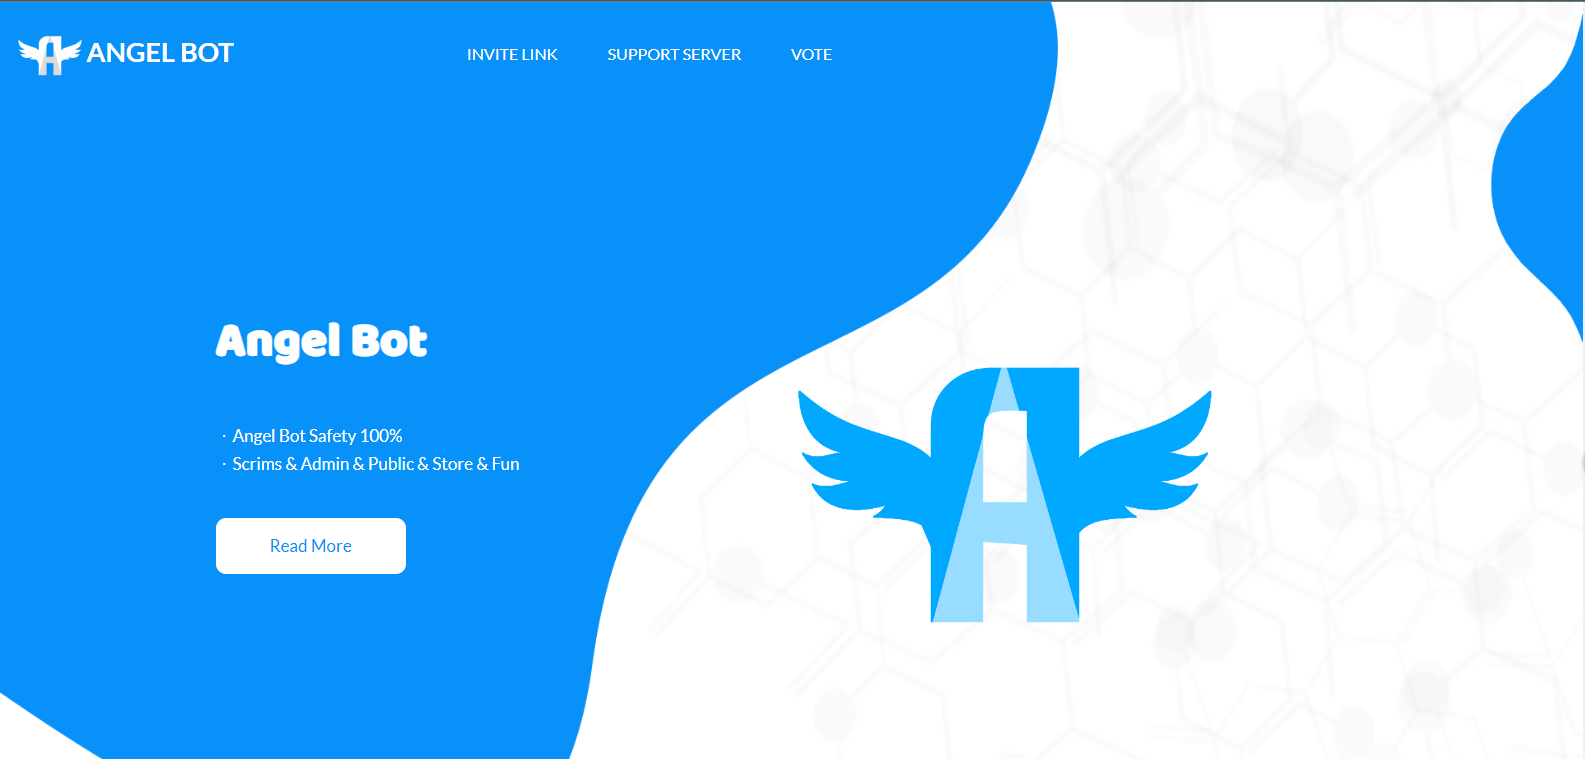 ANGEL BOT
INVITE LINK
SUPPORT SERVER
VOTE
Angel Bot
· Angel Bot Safety 100%
· Scrims & Admin & Public & Store & Fun
Read More